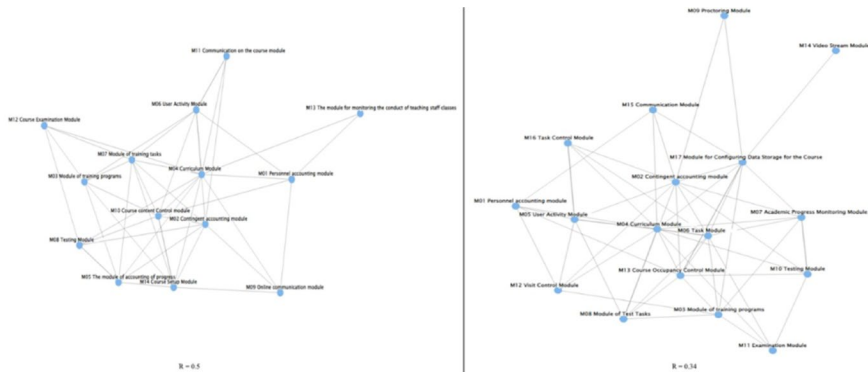 M11 Communication on the course module
M06 User Activity Module
M13 The module for monitoring the conduct of teaching staff classes
M12 Course Examination Module
M07 Module of training tasks
M04 Curriculum Module
M03 Module of training programs
M01 Personnel accounting module
M10 Course content Control module
M02 Contingent accounting module
M08 Testing Module
M05 The module of accounting of progress
M14 Course Setup Module
M09 Online communication module
R = 0.5
M09 Proctoring Module
M14 Video Stream Module
M15 Communication Module
M16 Task Control Module
M17 Module for Configuring Data Storage for the Course
M02 Contingent accounting module
M01 Personnel accounting module
M05 User Activity Module
M07 Academic Progress Monitoring Module
M04 Curriculum Module
M06 Task Module
M13 Course Occupancy Control Module
M10 Testing Module
M12 Visit Control Module
M08 Module of Test Tasks
M03 Module of training programs
M11 Examination Module
R = 0.34